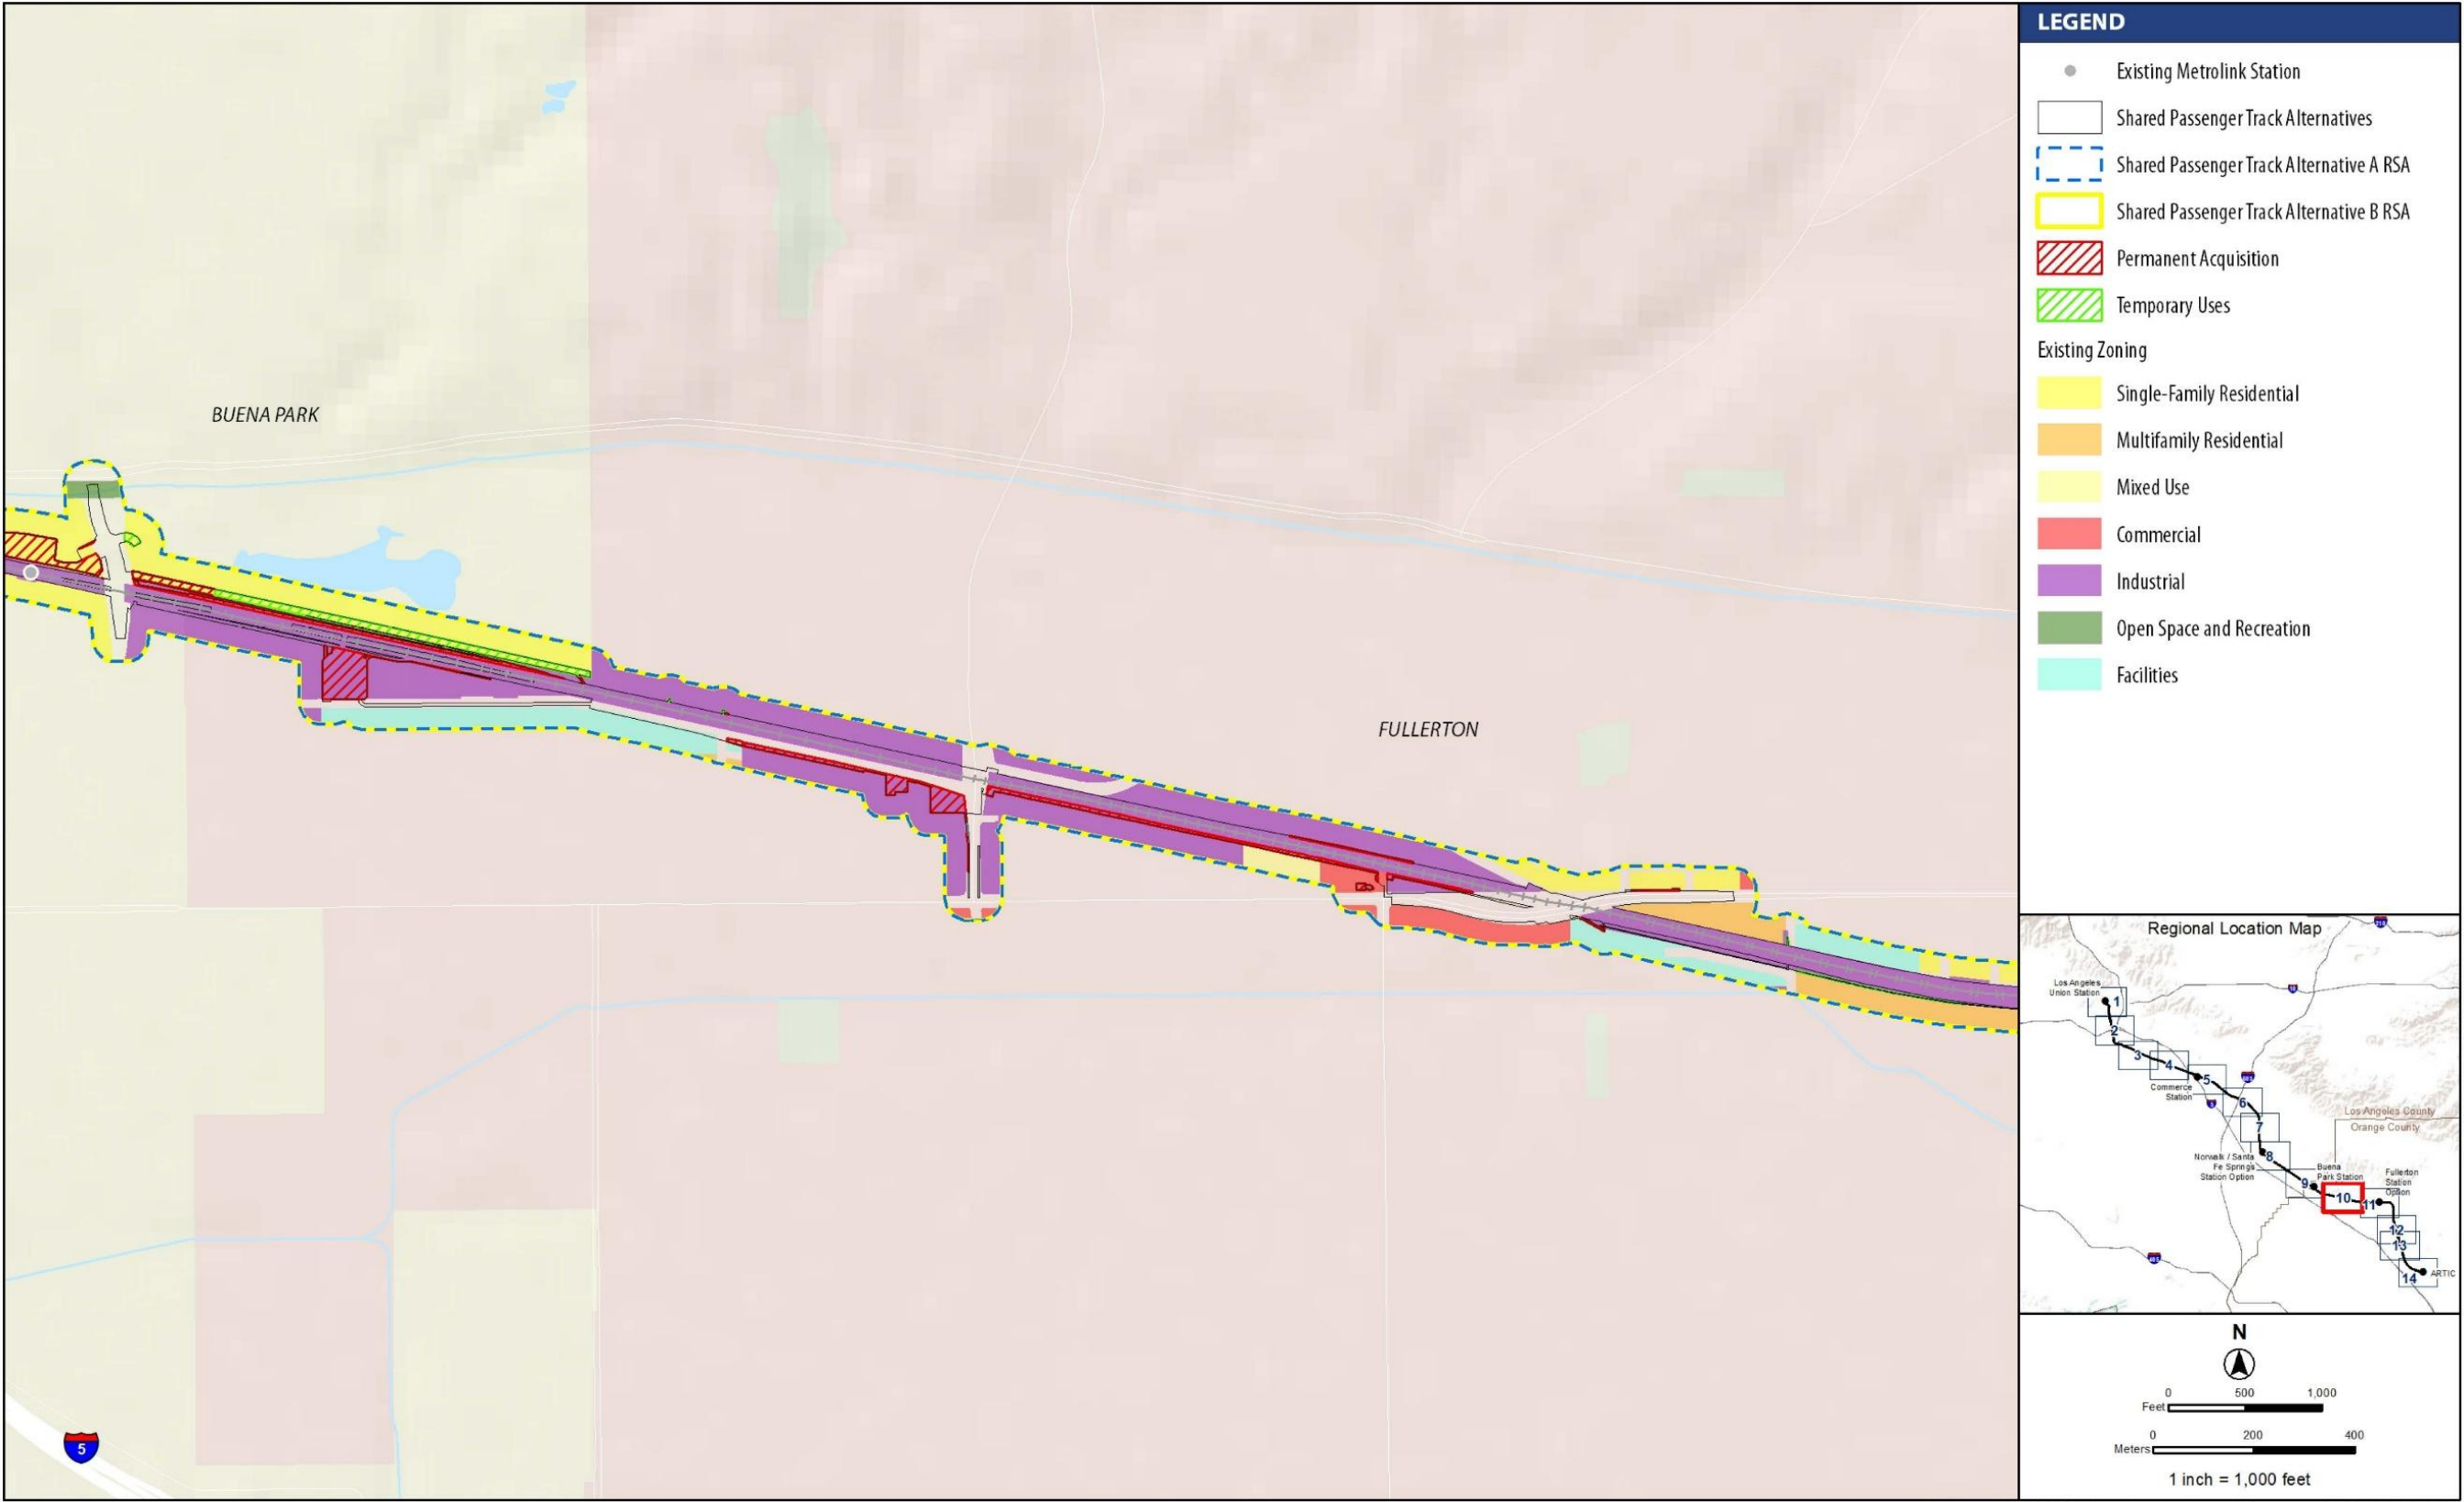 BUENA PARK
FULLERTON
5
LEGEND
Existing Metrolink Station
Shared Passenger Track Alternatives
Shared Passenger Track Alternative A RSA
Shared Passenger Track Alternative B RSA
Permanent Acquisition
Temporary Uses
Existing Zoning
Single-Family Residential
Multifamily Residential
Mixed Use
Commercial
Industrial
Open Space and Recreation
Facilities
Regional Location Map
Los Angeles
Union Station
1
2
3
4
5
Commerce
Station
6
Los Angeles County
Orange County
7
8
Norwalk / Santa
Fe Springs
Station Option
Buena
Park Station
Fullerton
Station
Option
9
10
11
12
13
14
ARTIC
N
0 500 1,000
Feet
0 200 400
Meters
1 inch = 1,000 feet